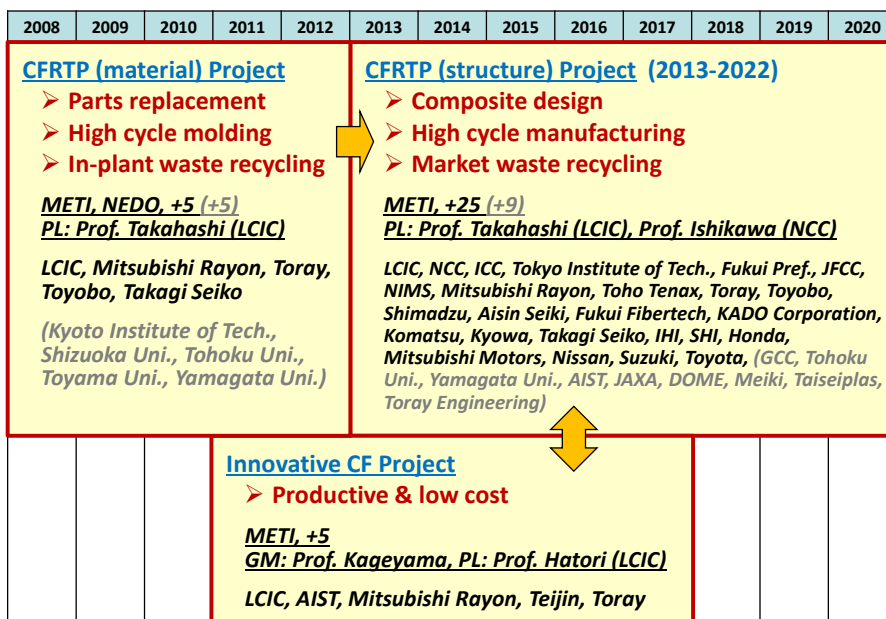 2008 2009 2010 2011 2012 2013 2014 2015 2016 2017 2018 2019 2020
CFRTP (material) Project
➢ Parts replacement
➢ High cycle molding
➢ In-plant waste recycling
METI, NEDO, +5 (+5)
PL: Prof. Takahashi (LCIC)
LCIC, Mitsubishi Rayon, Toray,
Toyobo, Takagi Seiko
(Kyoto Institute of Tech.,
Shizuoka Uni., Tohoku Uni.,
Toyama Uni., Yamagata Uni.)
CFRTP (structure) Project (2013-2022)
➢ Composite design
➢ High cycle manufacturing
➢ Market waste recycling
METI, +25 (+9)
PL: Prof. Takahashi (LCIC), Prof. Ishikawa (NCC)
LCIC, NCC, ICC, Tokyo Institute of Tech., Fukui Pref., JFCC,
NIMS, Mitsubishi Rayon, Toho Tenax, Toray, Toyobo,
Shimadzu, Aisin Seiki, Fukui Fibertech, KADO Corporation,
Komatsu, Kyowa, Takagi Seiko, IHI, SHI, Honda,
Mitsubishi Motors, Nissan, Suzuki, Toyota, (GCC, Tohoku
Uni., Yamagata Uni., AIST, JAXA, DOME, Meiki, Taiseiplas,
Toray Engineering)
Innovative CF Project
➢ Productive & low cost
METI, +5
GM: Prof. Kageyama, PL: Prof. Hatori (LCIC)
LCIC, AIST, Mitsubishi Rayon, Teijin, Toray